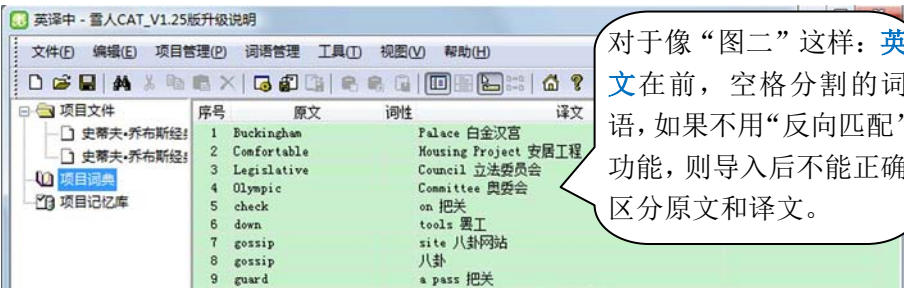 英译中 - 雪人CAT_V1.25版升级说明
文件(F) 编辑(E) 项目管理(P) 词语管理 工具(T) 视图(V) 帮助(H)
项目文件
史蒂夫·乔布斯经
史蒂夫·乔布斯经
项目词典
项目记忆库
序号 原文 词性 译文
1 Buckingham Palace 白金汉宫
2 Comfortable Housing Project 安居工程
3 Legislative Council 立法委员会
4 Olympic Committee 奥委会
5 check on 把关
6 down tools 罢工
7 gossip site 八卦网站
8 gossip 八卦
9 guard a pass 把关
对于像“图二”这样：英
文在前，空格分割的词
语，如果不用“反向匹配”
功能，则导入后不能正确
区分原文和译文。